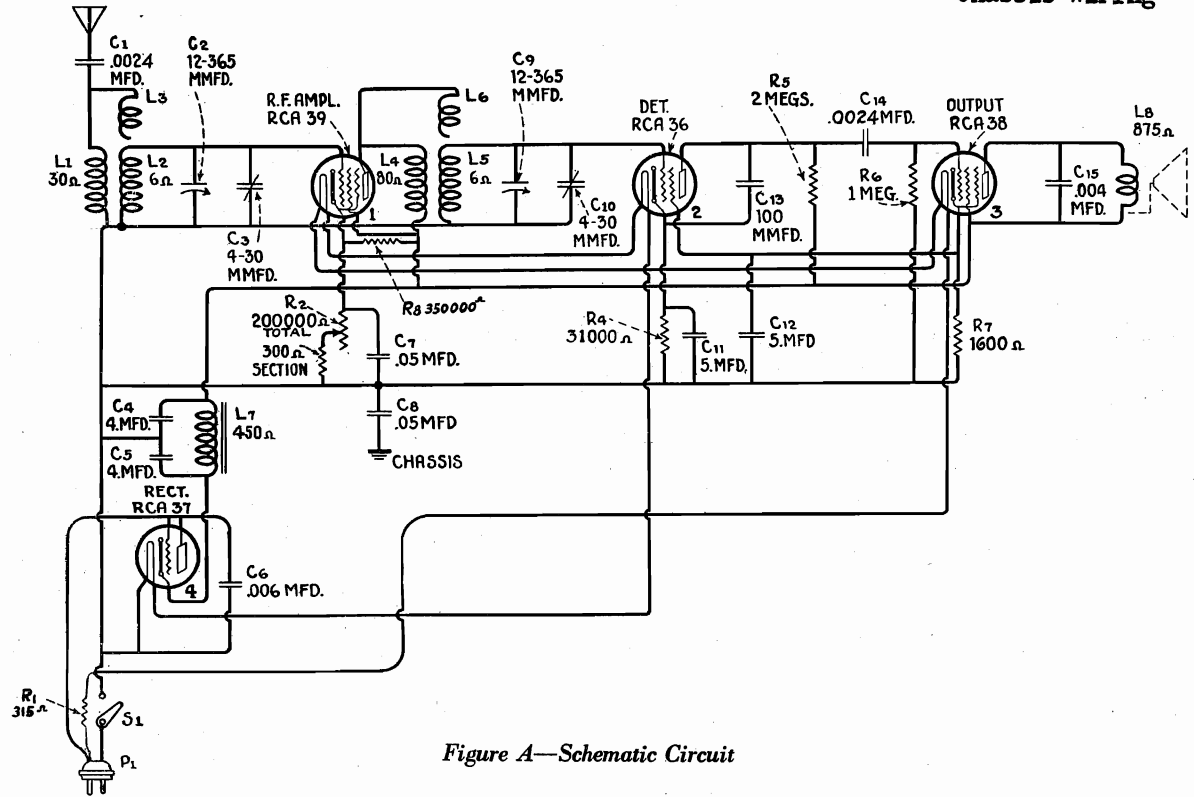 C1
.0024
MFD.
C2
12-365
MMFD.
L3
R.F. AMPL.
RCA 39
L6
C9
12-365
MMFD.
DET.
RCA 36
R5
2 MEGS.
C14
.0024 MFD.
OUTPUT
RCA 38
L8
875Ω
L1
30Ω
L2
6Ω
C3
4-30
MMFD.
1
L4
80Ω
L5
6Ω
C10
4-30
MMFD.
2
C13
100
MMFD.
R6
1 MEG.
3
C15
.004
MFD.
R8 350000Ω
R2
200000Ω
TOTAL
300Ω
SECTION
C7
.05 MFD.
R4
31000Ω
C11
5. MFD.
C12
5. MFD
R7
1600Ω
C4
4. MFD.
C5
4. MFD.
L7
450Ω
C8
.05 MFD
CHASSIS
RECT.
RCA 37
4
C6
.006 MFD.
R1
315Ω
S1
P1
Figure A—Schematic Circuit